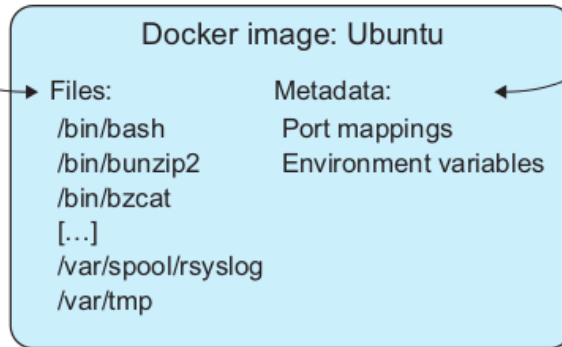 Docker image: Ubuntu
Files:
/bin/bash
/bin/bunzip2
/bin/bzcat
[...]
/var/spool/rsyslog
/var/tmp
Metadata:
Port mappings
Environment variables